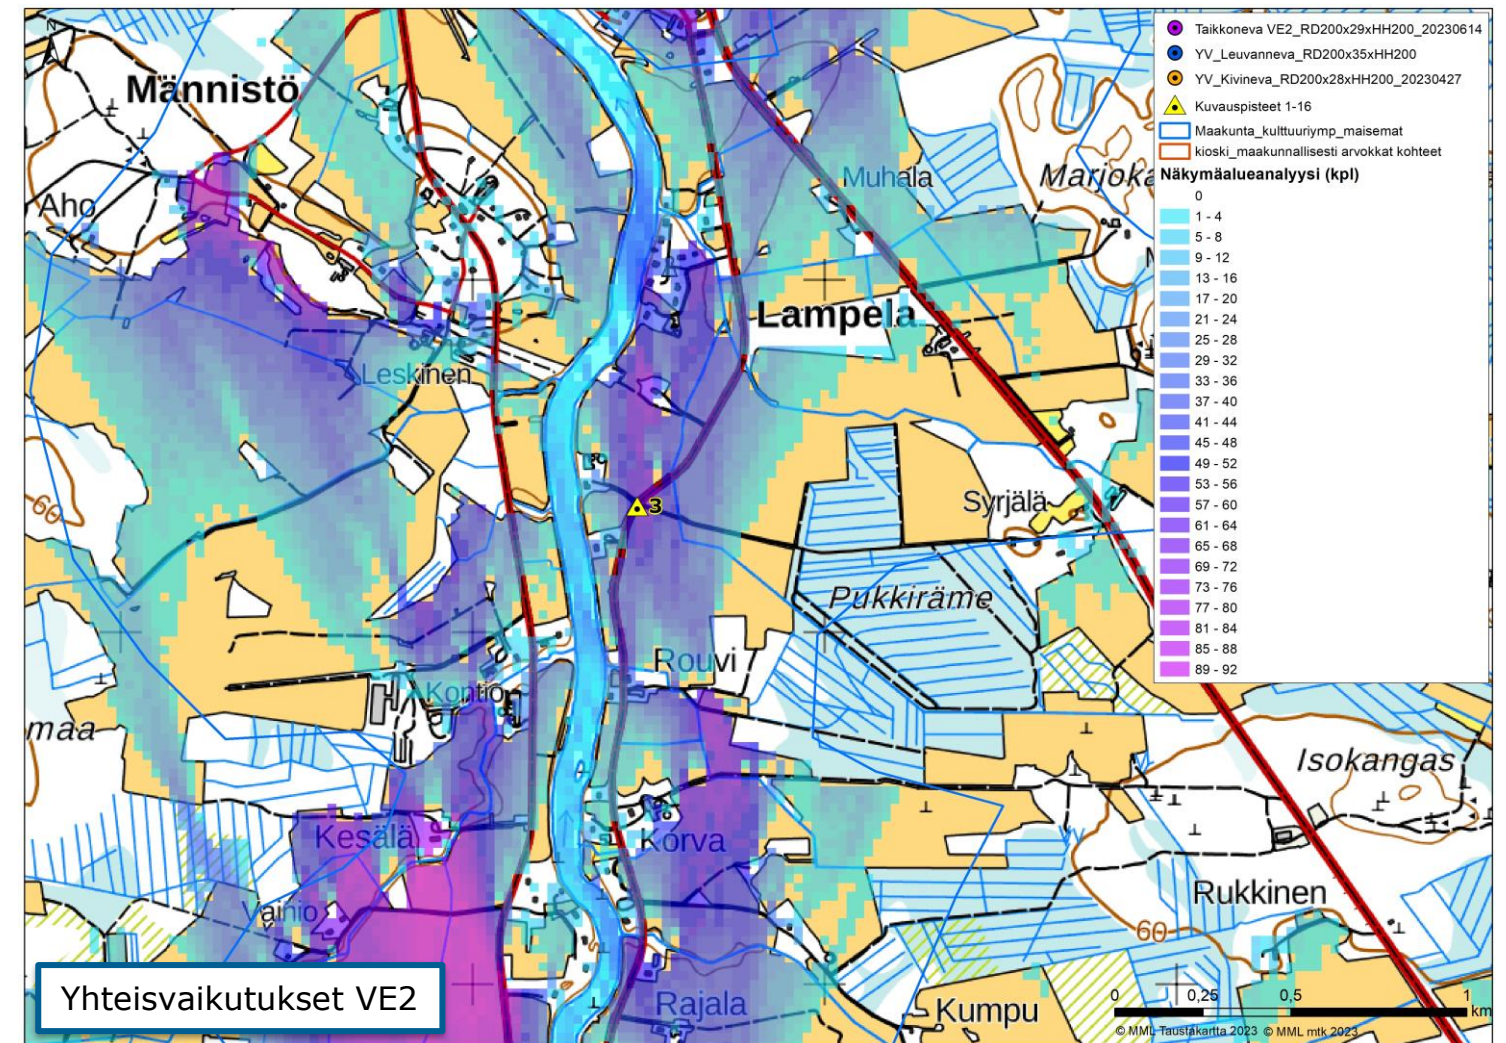 Taikkoneva VE2_RD200x29xHH200_20230614
YV_Leuvanneva_RD200x35xHH200
YV_Kivineva_RD200x28xHH200_20230427
Kuvauspisteet 1-16
Maakunta_kulttuuriymp_maisemat
kioski_maakunnallisesti arvokkat kohteet
Näkymäalueanalyysi (kpl)
0
1 - 4
5 - 8
9 - 12
13 - 16
17 - 20
21 - 24
25 - 28
29 - 32
33 - 36
37 - 40
41 - 44
45 - 48
49 - 52
53 - 56
57 - 60
61 - 64
65 - 68
69 - 72
73 - 76
77 - 80
81 - 84
85 - 88
89 - 92
Männistö
Muhala
Marjoka
Aho
Lampela
Leskinen
3
60
Syrjälä
Pukkiräme
Rouvi
Kontio
maa
Isokangas
Kesälä
Korva
Rukkinen
Vainio
60
Rajala
Kumpu
Yhteisvaikutukset VE2
0 0,25 0,5 1
km
© MML Taustakartta 2023 © MML mtk 2023